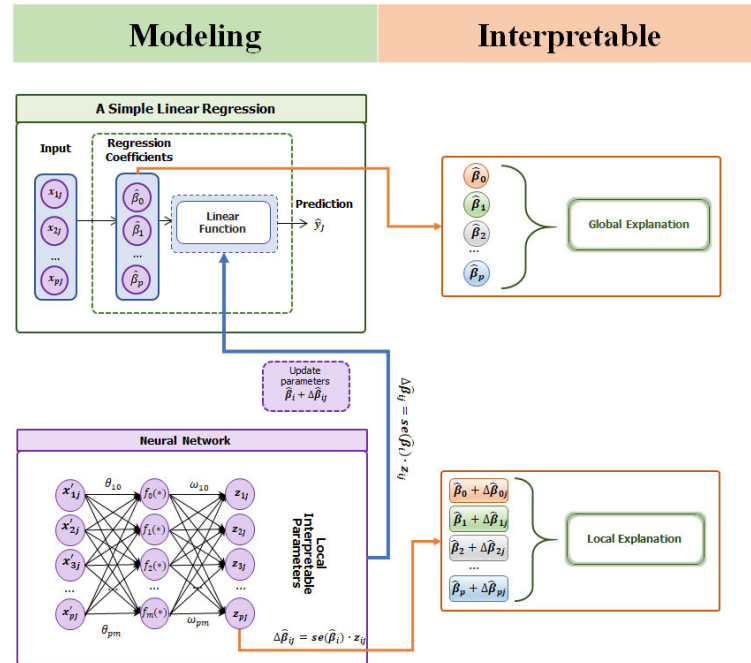 Modeling
Interpretable
A Simple Linear Regression
Input
Regression
Coefficients
x₁ⱼ
x₂ⱼ
...
xₚⱼ
β̂₀
β̂₁
...
β̂ₚ
Linear
Function
Prediction
ŷⱼ
β̂₀
β̂₁
β̂₂
...
β̂ₚ
Global Explanation
Update
parameters
β̂ᵢ + Δβ̂ᵢⱼ
Δβ̂ᵢⱼ = se(β̂ᵢ) · zᵢⱼ
Neural Network
x′₁ⱼ
x′₂ⱼ
x′₃ⱼ
...
x′ₚⱼ
θ₁₀
...
θₚₘ
f₀(*)
f₁(*)
f₂(*)
...
fₘ(*)
ω₁₀
...
ωₚₘ
z₁ⱼ
z₂ⱼ
z₃ⱼ
...
zₚⱼ
Local
Interpretable
Parameters
Δβ̂ᵢⱼ = se(β̂ᵢ) · zᵢⱼ
β̂₀ + Δβ̂₀ⱼ
β̂₁ + Δβ̂₁ⱼ
β̂₂ + Δβ̂₂ⱼ
...
β̂ₚ + Δβ̂ₚⱼ
Local Explanation